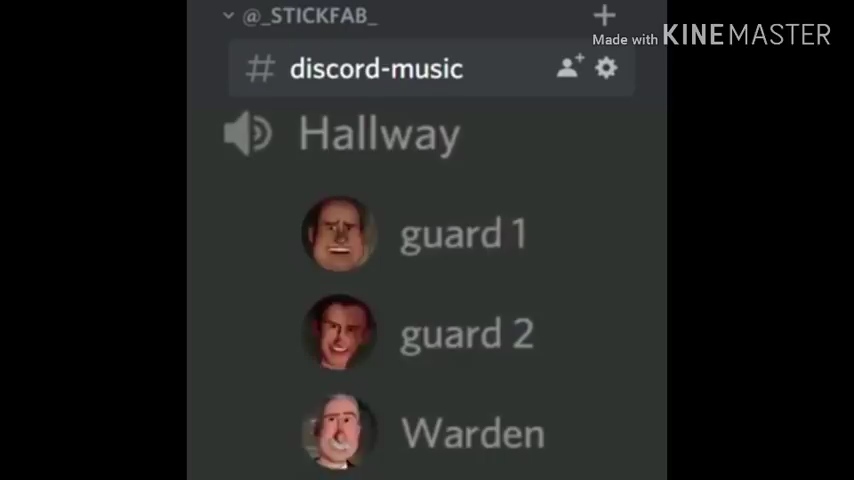 @_STICKFAB_
Made with KINEMASTER
# discord-music
Hallway
guard 1
guard 2
Warden